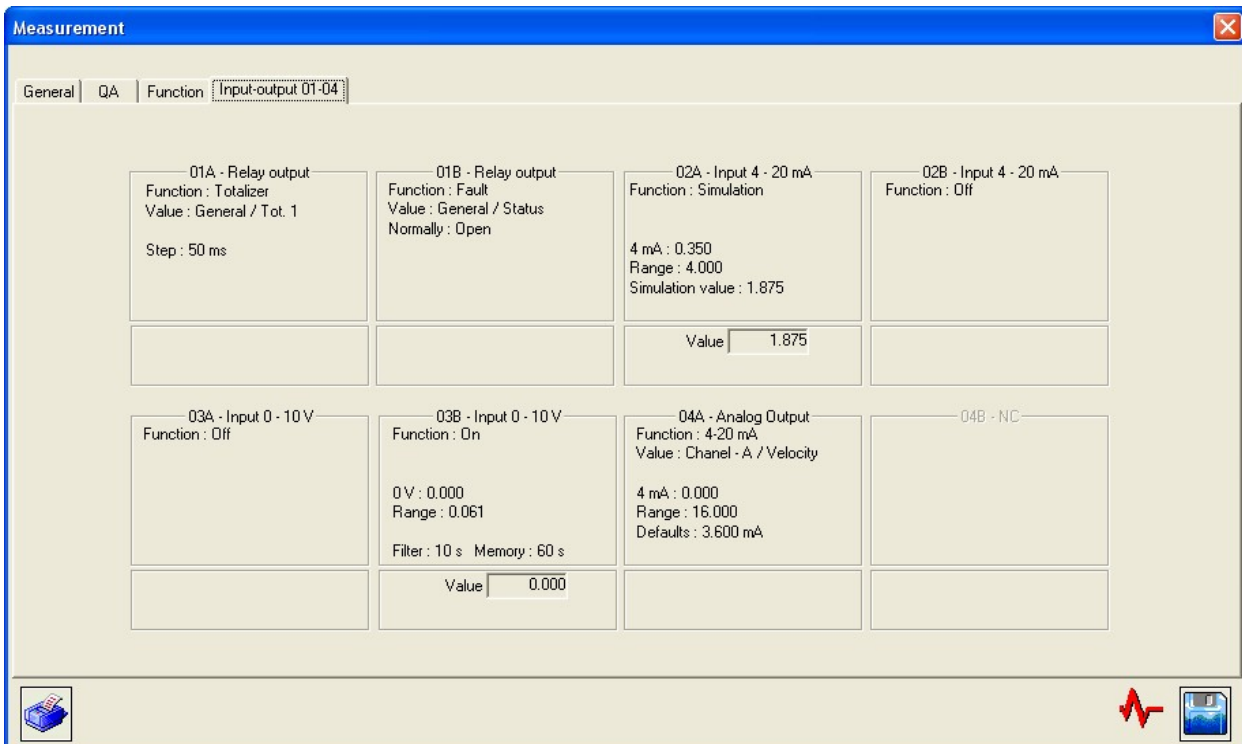 Measurement
General QA Function Input-output 01-04
01A - Relay output
Function : Totalizer
Value : General / Tot. 1
Step : 50 ms
01B - Relay output
Function : Fault
Value : General / Status
Normally : Open
02A - Input 4 - 20 mA
Function : Simulation
4 mA : 0.350
Range : 4.000
Simulation value : 1.875
Value 1.875
02B - Input 4 - 20 mA
Function : Off
03A - Input 0 - 10 V
Function : Off
03B - Input 0 - 10 V
Function : On
0 V : 0.000
Range : 0.061
Filter : 10 s Memory : 60 s
Value 0.000
04A - Analog Output
Function : 4-20 mA
Value : Chanel - A / Velocity
4 mA : 0.000
Range : 16.000
Defaults : 3.600 mA
04B - NC